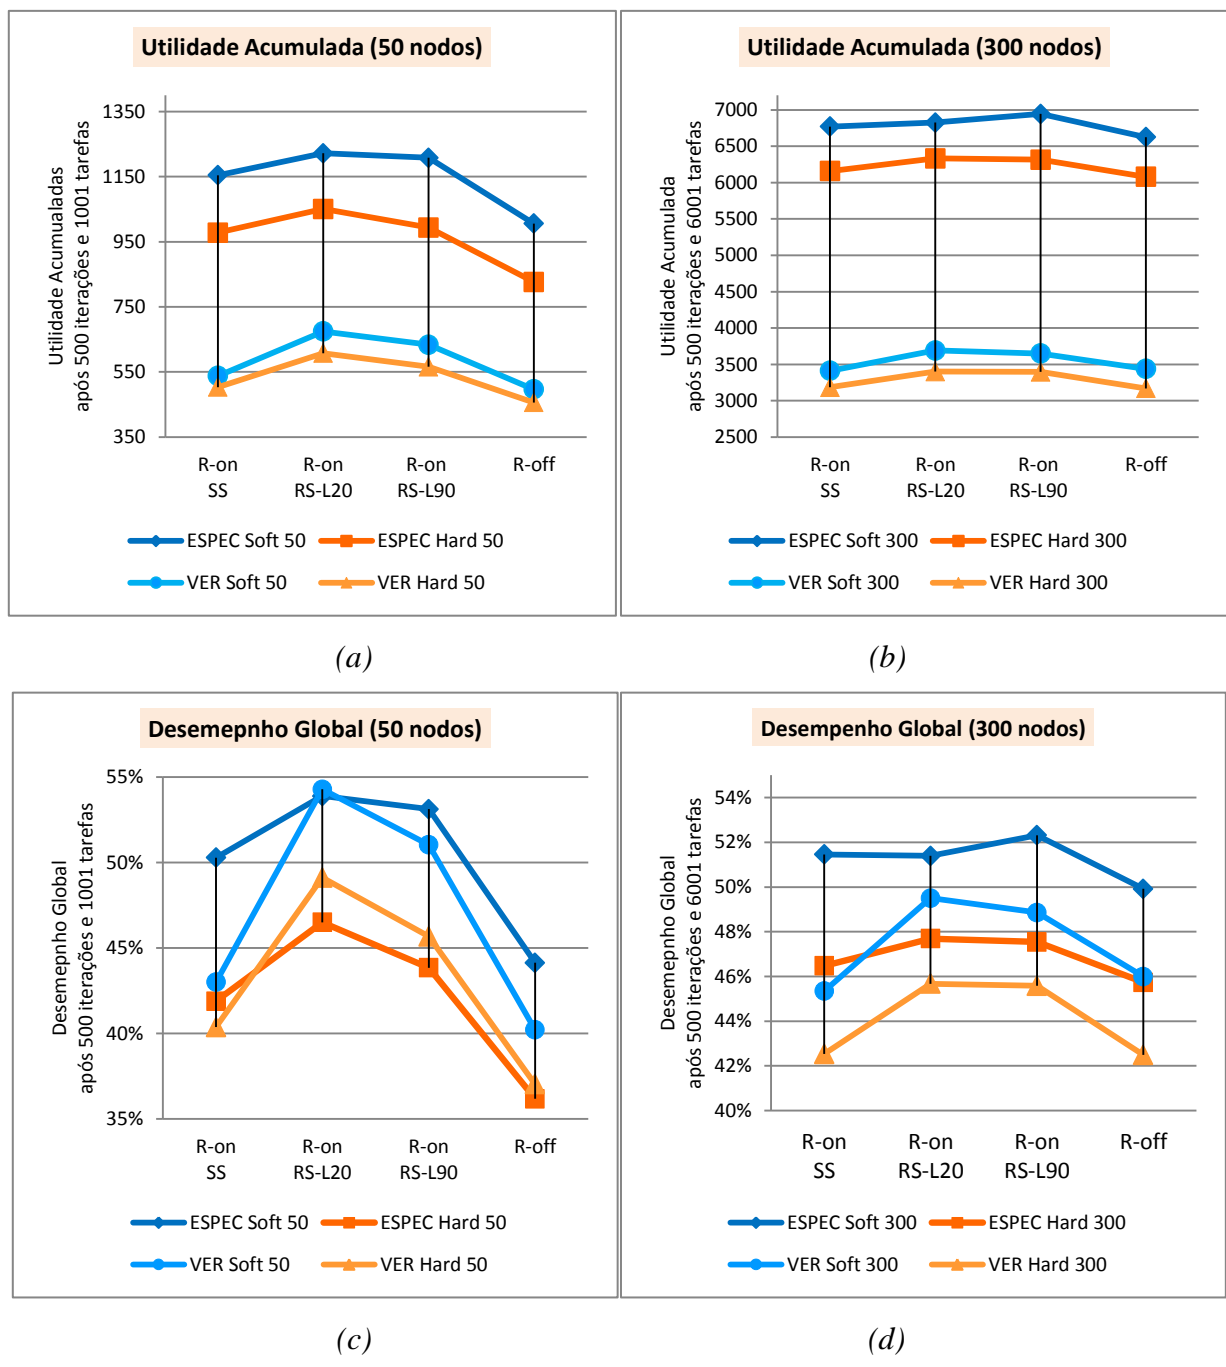 Utilidade Acumulada (50 nodos)
Utilidade Acumualadas
após 500 iterações e 1001 tarefas
1350
1150
950
750
550
350
R-on SS
R-on RS-L20
R-on RS-L90
R-off
ESPEC Soft 50
ESPEC Hard 50
VER Soft 50
VER Hard 50
(a)
Utilidade Acumulada (300 nodos)
Utilidade Acumulada
após 500 iterações e 6001 tarefas
7000
6500
6000
5500
5000
4500
4000
3500
3000
2500
R-on SS
R-on RS-L20
R-on RS-L90
R-off
ESPEC Soft 300
ESPEC Hard 300
VER Soft 300
VER Hard 300
(b)
Desemepnho Global (50 nodos)
Desemepnho Global
após 500 iterações e 1001 tarefas
55%
50%
45%
40%
35%
R-on SS
R-on RS-L20
R-on RS-L90
R-off
ESPEC Soft 50
ESPEC Hard 50
VER Soft 50
VER Hard 50
(c)
Desempenho Global (300 nodos)
Desemepnho Global
após 500 iterações e 6001 tarefas
54%
52%
50%
48%
46%
44%
42%
40%
R-on SS
R-on RS-L20
R-on RS-L90
R-off
ESPEC Soft 300
ESPEC Hard 300
VER Soft 300
VER Hard 300
(d)